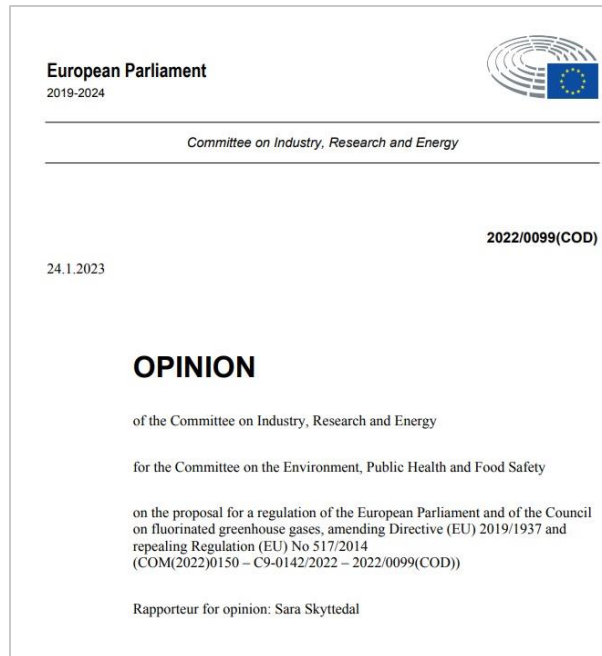 European Parliament
2019-2024
Committee on Industry, Research and Energy
2022/0099(COD)
24.1.2023
OPINION
of the Committee on Industry, Research and Energy
for the Committee on the Environment, Public Health and Food Safety
on the proposal for a regulation of the European Parliament and of the Council
on fluorinated greenhouse gases, amending Directive (EU) 2019/1937 and
repealing Regulation (EU) No 517/2014
(COM(2022)0150 – C9-0142/2022 – 2022/0099(COD))
Rapporteur for opinion: Sara Skyttedal